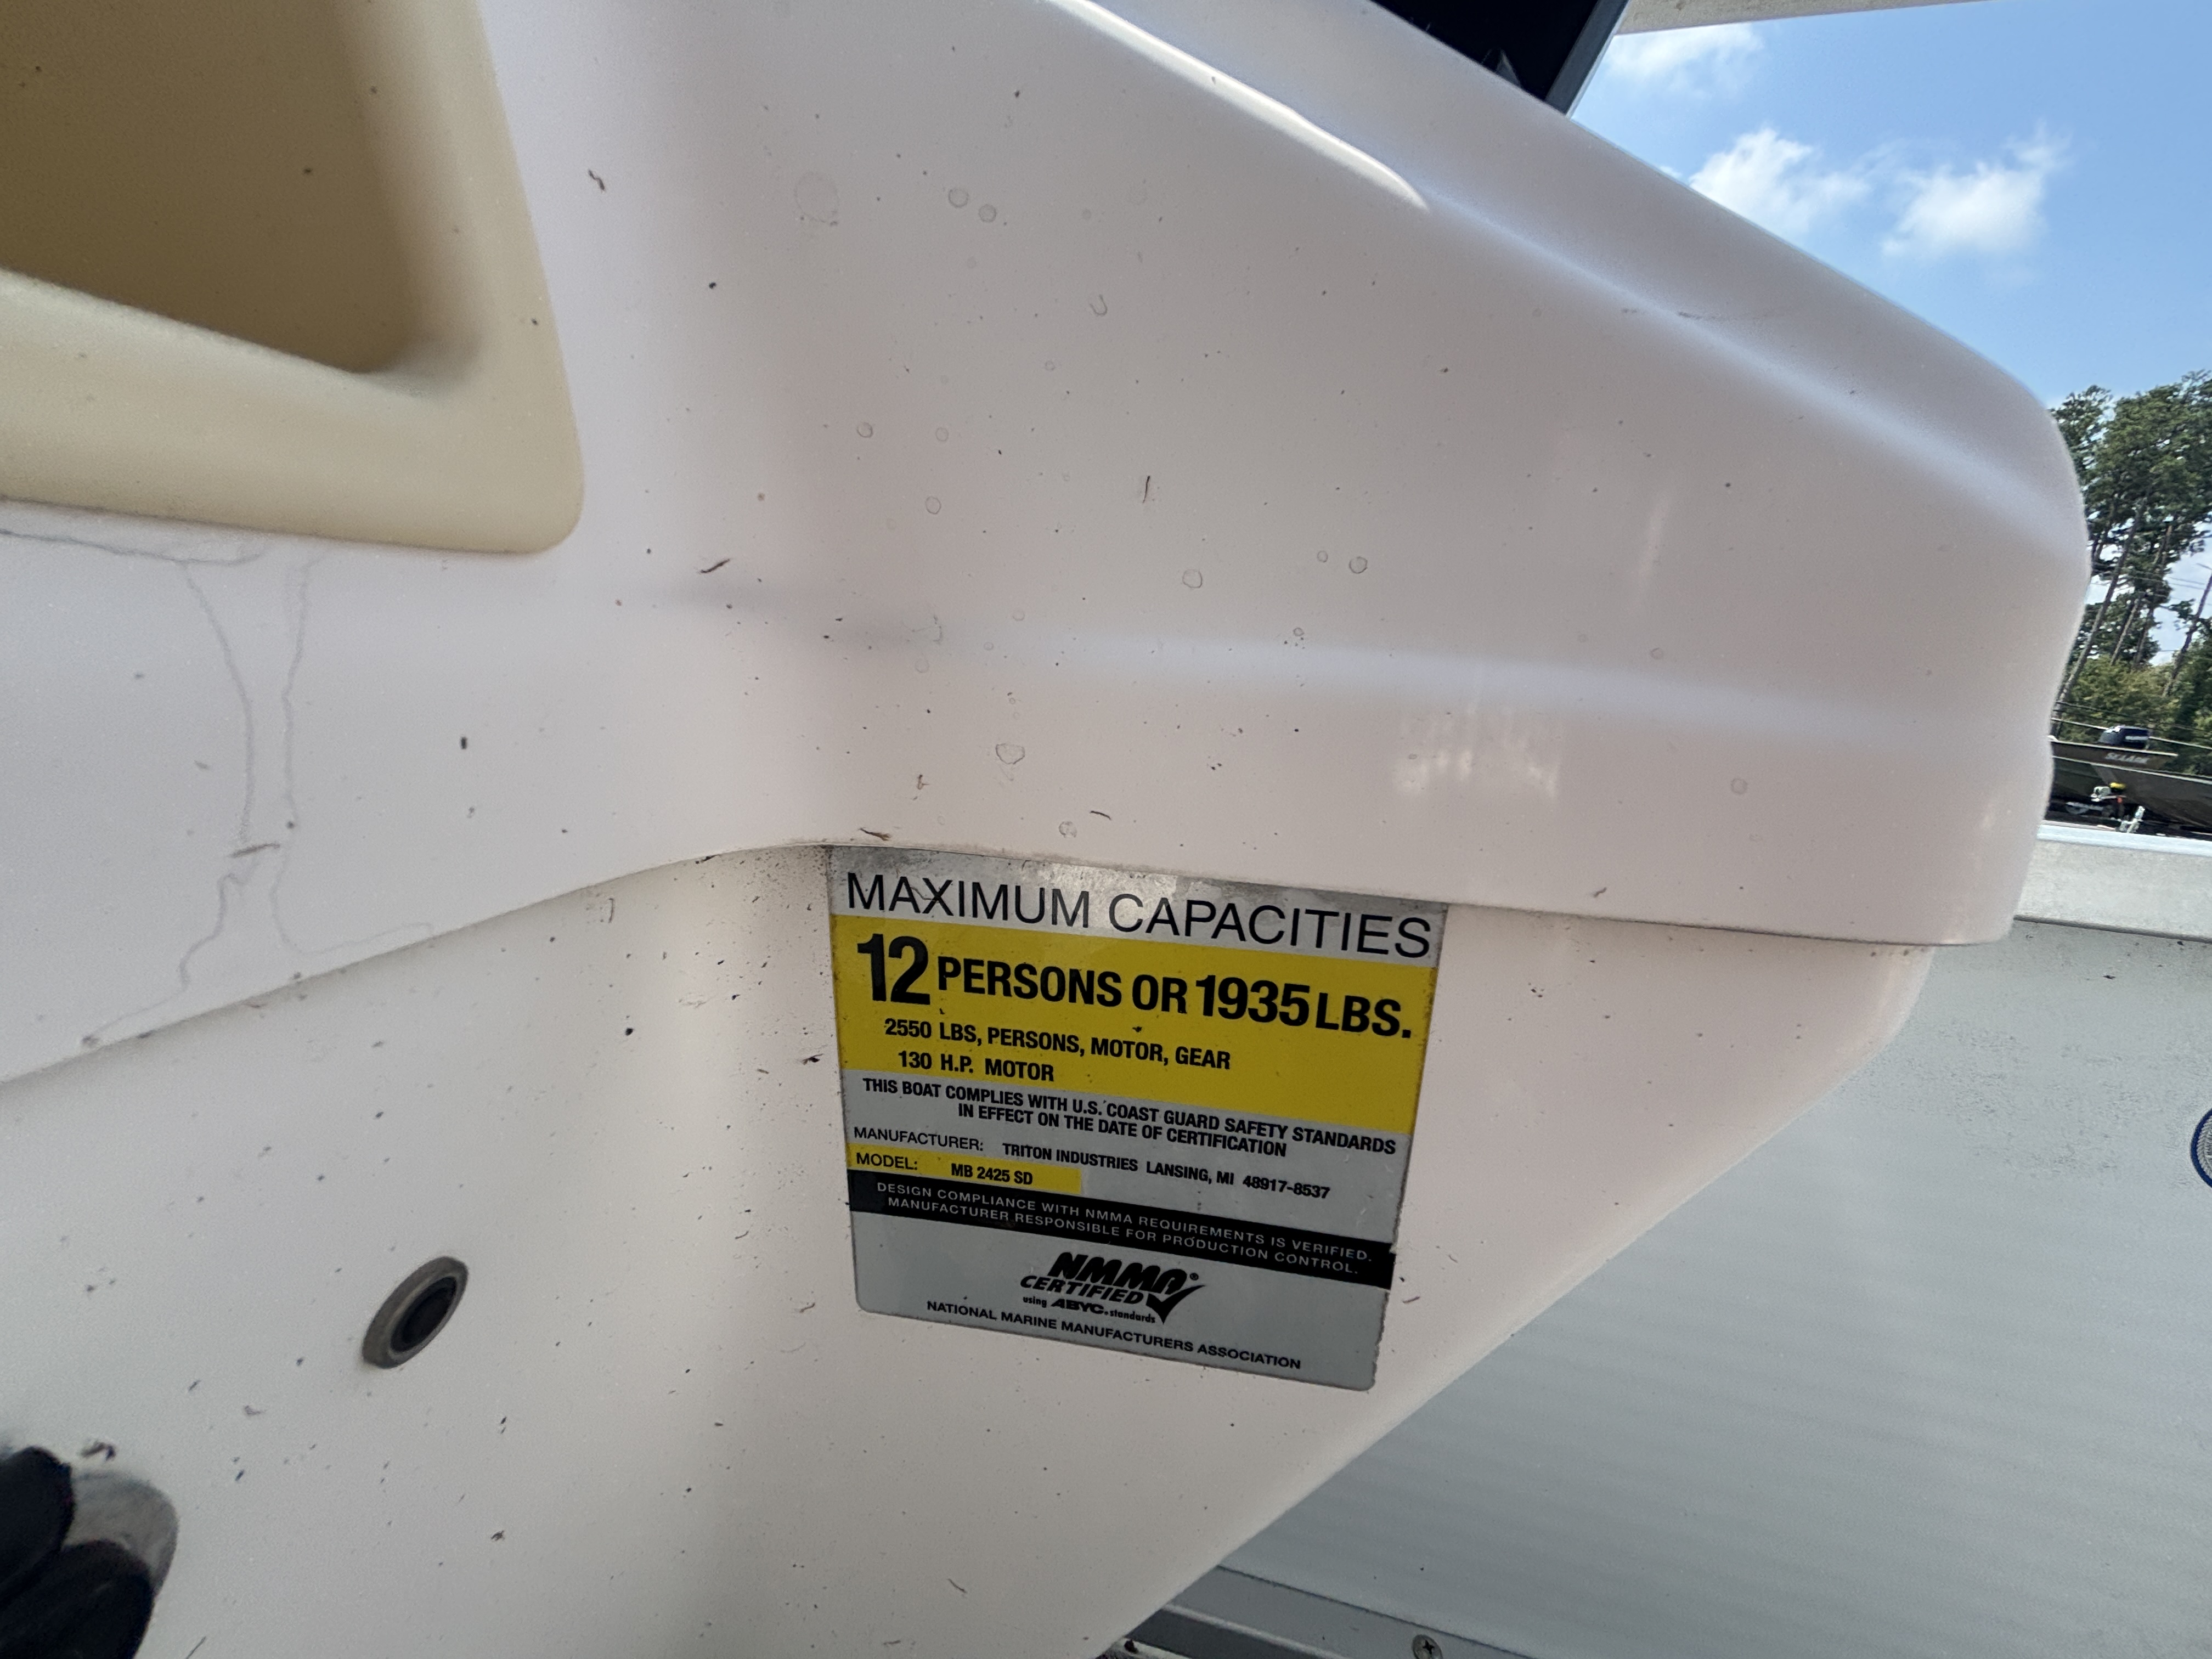 MAXIMUM CAPACITIES
12 PERSONS OR 1935 LBS.
2550 LBS, PERSONS, MOTOR, GEAR
130 H.P. MOTOR
THIS BOAT COMPLIES WITH U.S. COAST GUARD SAFETY STANDARDS
IN EFFECT ON THE DATE OF CERTIFICATION
MANUFACTURER: TRITON INDUSTRIES LANSING, MI 48917-8537
MODEL: MB 2425 SD
DESIGN COMPLIANCE WITH NMMA REQUIREMENTS IS VERIFIED.
MANUFACTURER RESPONSIBLE FOR PRODUCTION CONTROL.
NMMA®
CERTIFIED
using ABYC standards
NATIONAL MARINE MANUFACTURERS ASSOCIATION
SEAARK